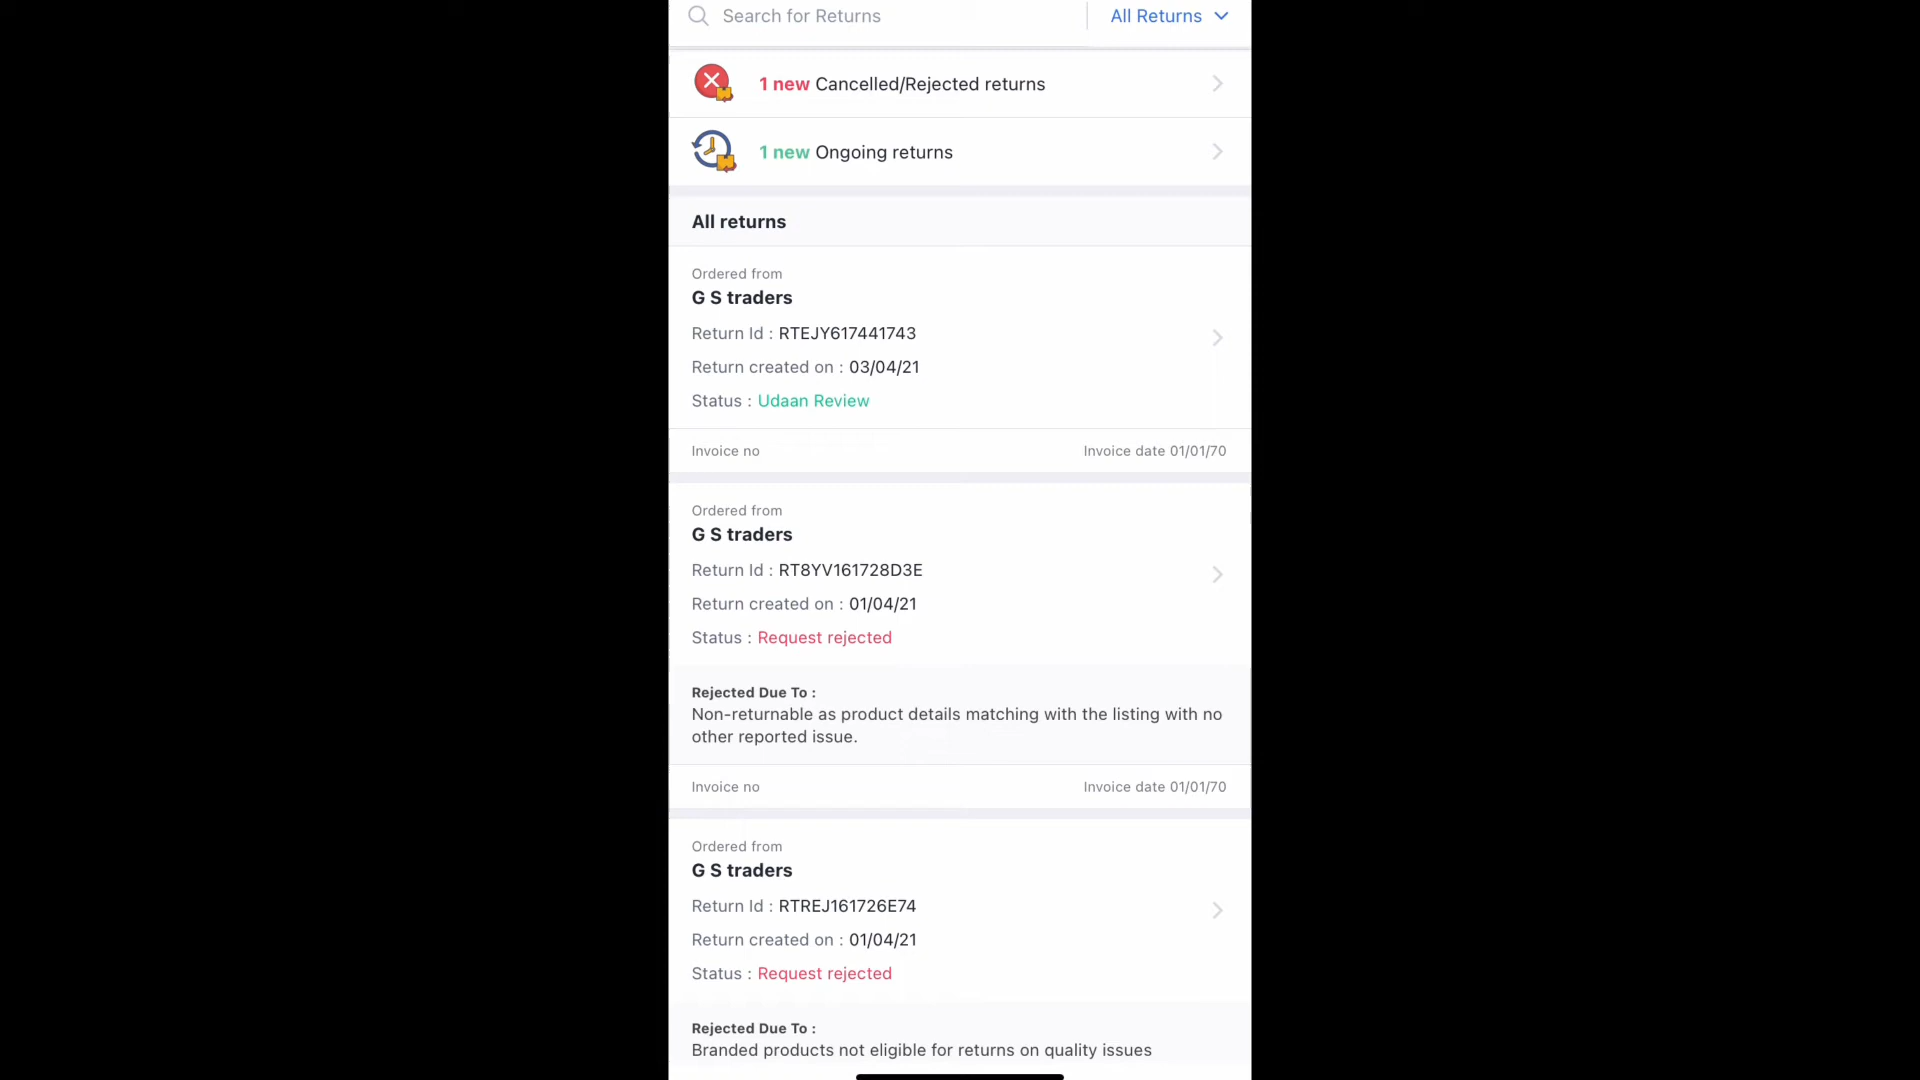 Search for Returns
All Returns
1 new Cancelled/Rejected returns
1 new Ongoing returns
All returns
Ordered from
G S traders
Return Id : RTEJY617441743
Return created on : 03/04/21
Status : Udaan Review
Invoice no
Invoice date 01/01/70
Ordered from
G S traders
Return Id : RT8YV161728D3E
Return created on : 01/04/21
Status : Request rejected
Rejected Due To :
Non-returnable as product details matching with the listing with no
other reported issue.
Invoice no
Invoice date 01/01/70
Ordered from
G S traders
Return Id : RTREJ161726E74
Return created on : 01/04/21
Status : Request rejected
Rejected Due To :
Branded products not eligible for returns on quality issues